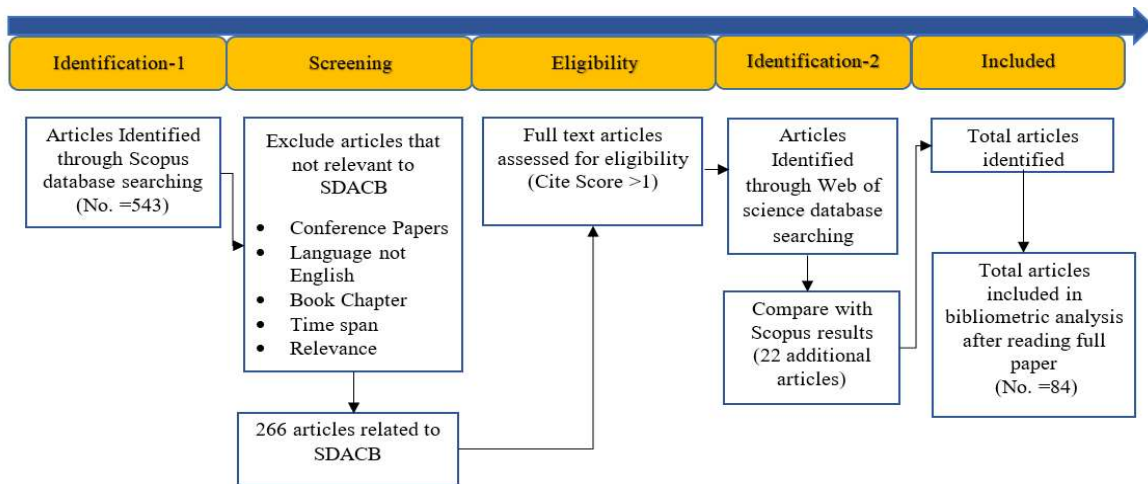 Identification-1
Screening
Eligibility
Identification-2
Included
Articles Identified
through Scopus
database searching
(No. =543)
Exclude articles that
not relevant to
SDACB
• Conference Papers
• Language not
English
• Book Chapter
• Time span
• Relevance
266 articles related to
SDACB
Full text articles
assessed for eligibility
(Cite Score >1)
Articles
Identified
through Web of
science database
searching
Compare with
Scopus results
(22 additional
articles)
Total articles
identified
Total articles
included in
bibliometric analysis
after reading full
paper
(No. =84)